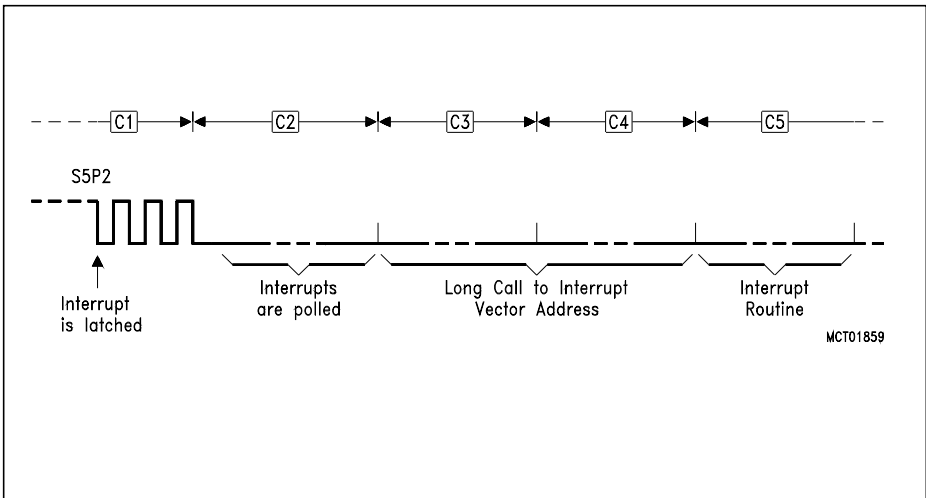 C1 C2 C3 C4 C5
S5P2
Interrupt
is latched
Interrupts
are polled
Long Call to Interrupt
Vector Address
Interrupt
Routine
MCT01859